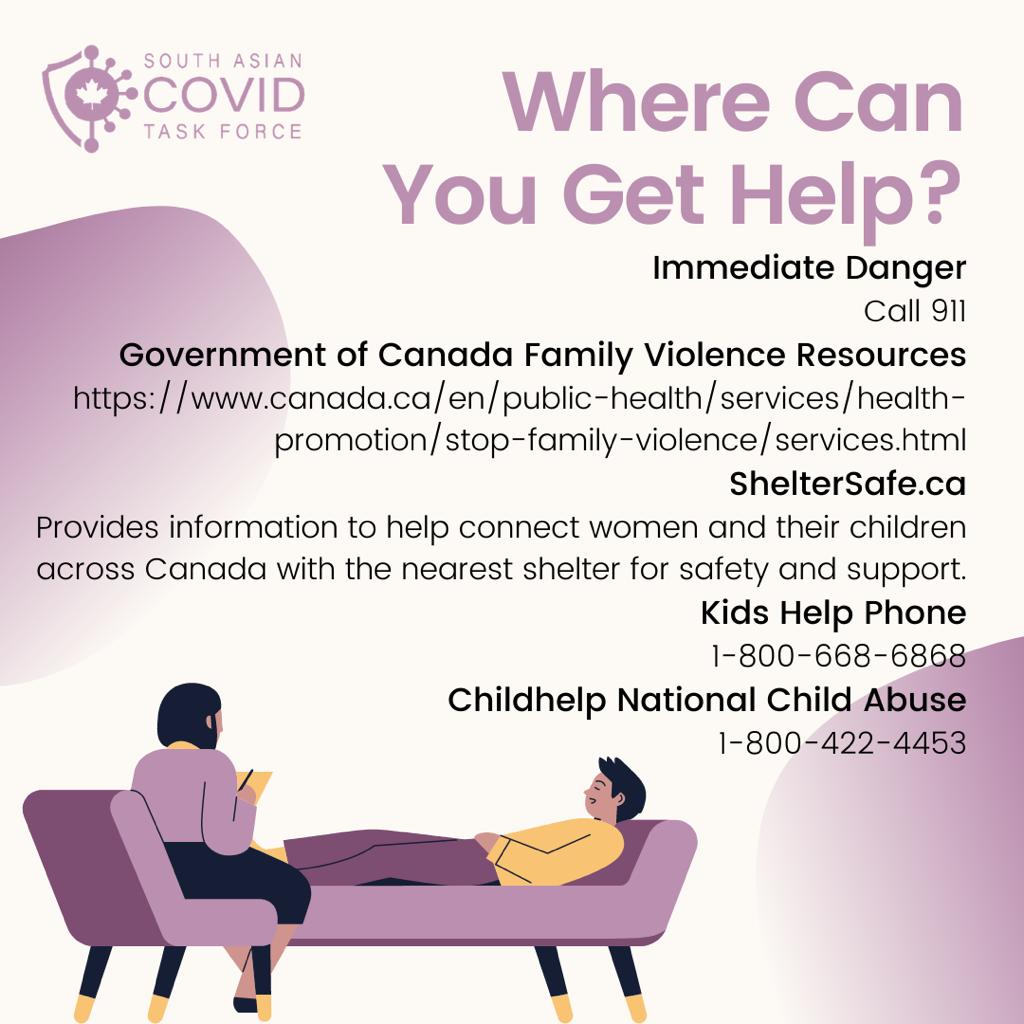 SOUTH ASIAN
COVID
TASK FORCE
Where Can
You Get Help?
Immediate Danger
Call 911
Government of Canada Family Violence Resources
https://www.canada.ca/en/public-health/services/health-
promotion/stop-family-violence/services.html
ShelterSafe.ca
Provides information to help connect women and their children
across Canada with the nearest shelter for safety and support.
Kids Help Phone
1-800-668-6868
Childhelp National Child Abuse
1-800-422-4453